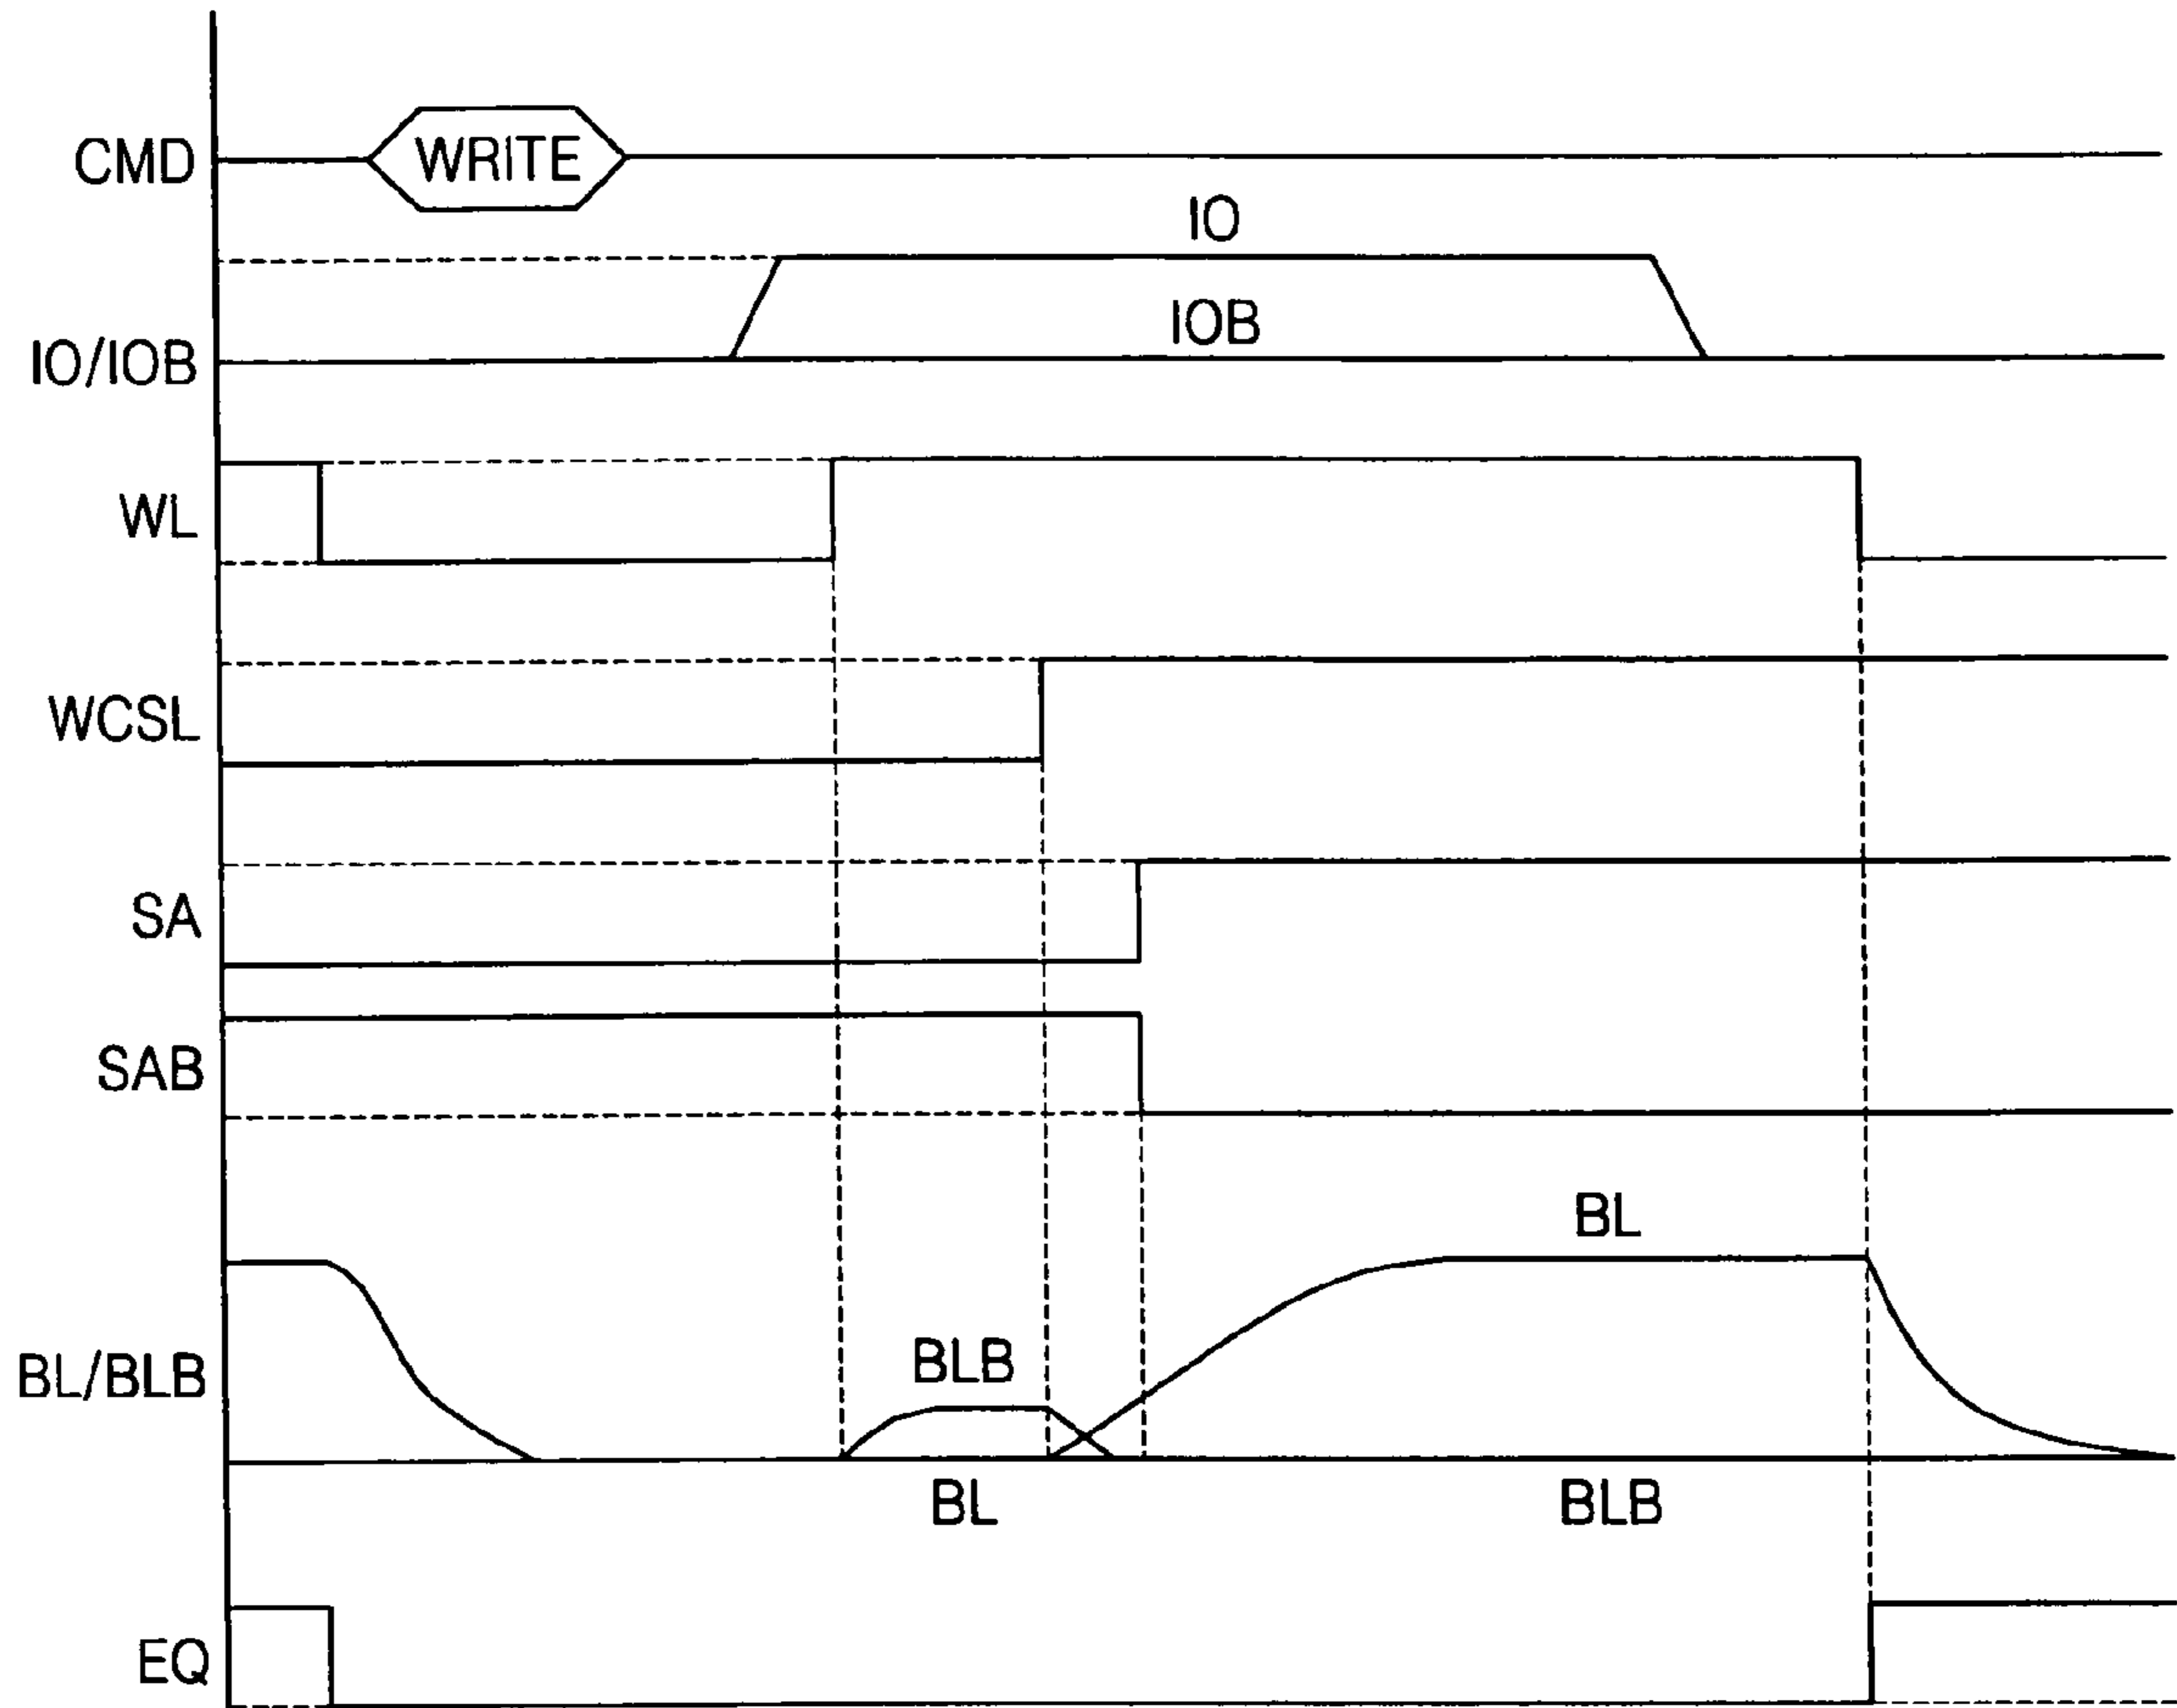 CMD
WRITE
IO
IO/IOB
IOB
WL
WCSL
SA
SAB
BL
BL/BLB
BLB
BL
BLB
EQ